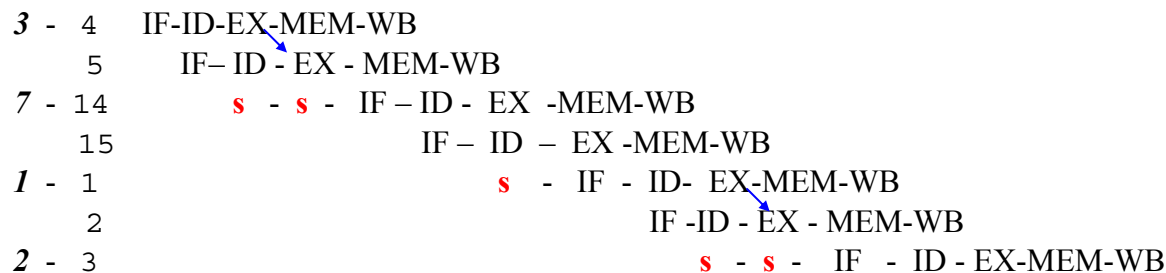 3 - 4 IF-ID-EX-MEM-WB
5 IF– ID - EX - MEM-WB
7 - 14 s - s - IF – ID - EX -MEM-WB
15 IF – ID – EX -MEM-WB
1 - 1 s - IF - ID- EX-MEM-WB
2 IF -ID - EX - MEM-WB
2 - 3 s - s - IF - ID - EX-MEM-WB